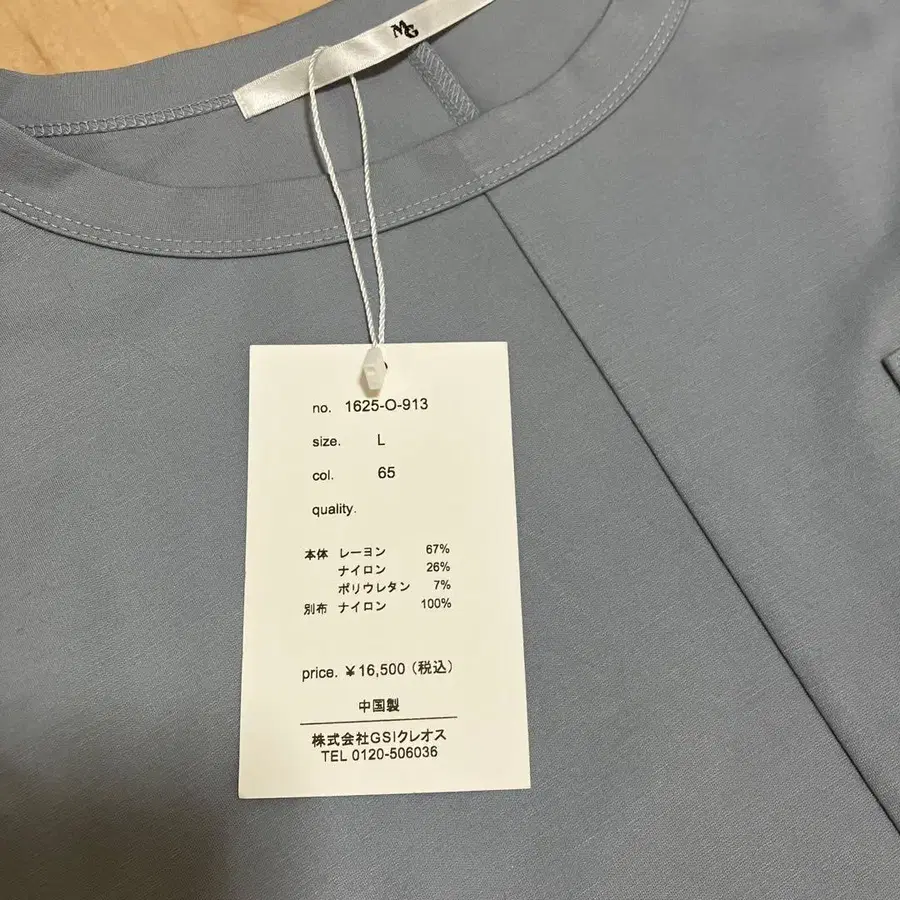 MG
no. 1625-O-913
size. L
col. 65
quality.
本体 レーヨン 67%
ナイロン 26%
ポリウレタン 7%
別布 ナイロン 100%
price. ¥16,500（税込）
中国製
株式会社GSIクレオス
TEL 0120-506036